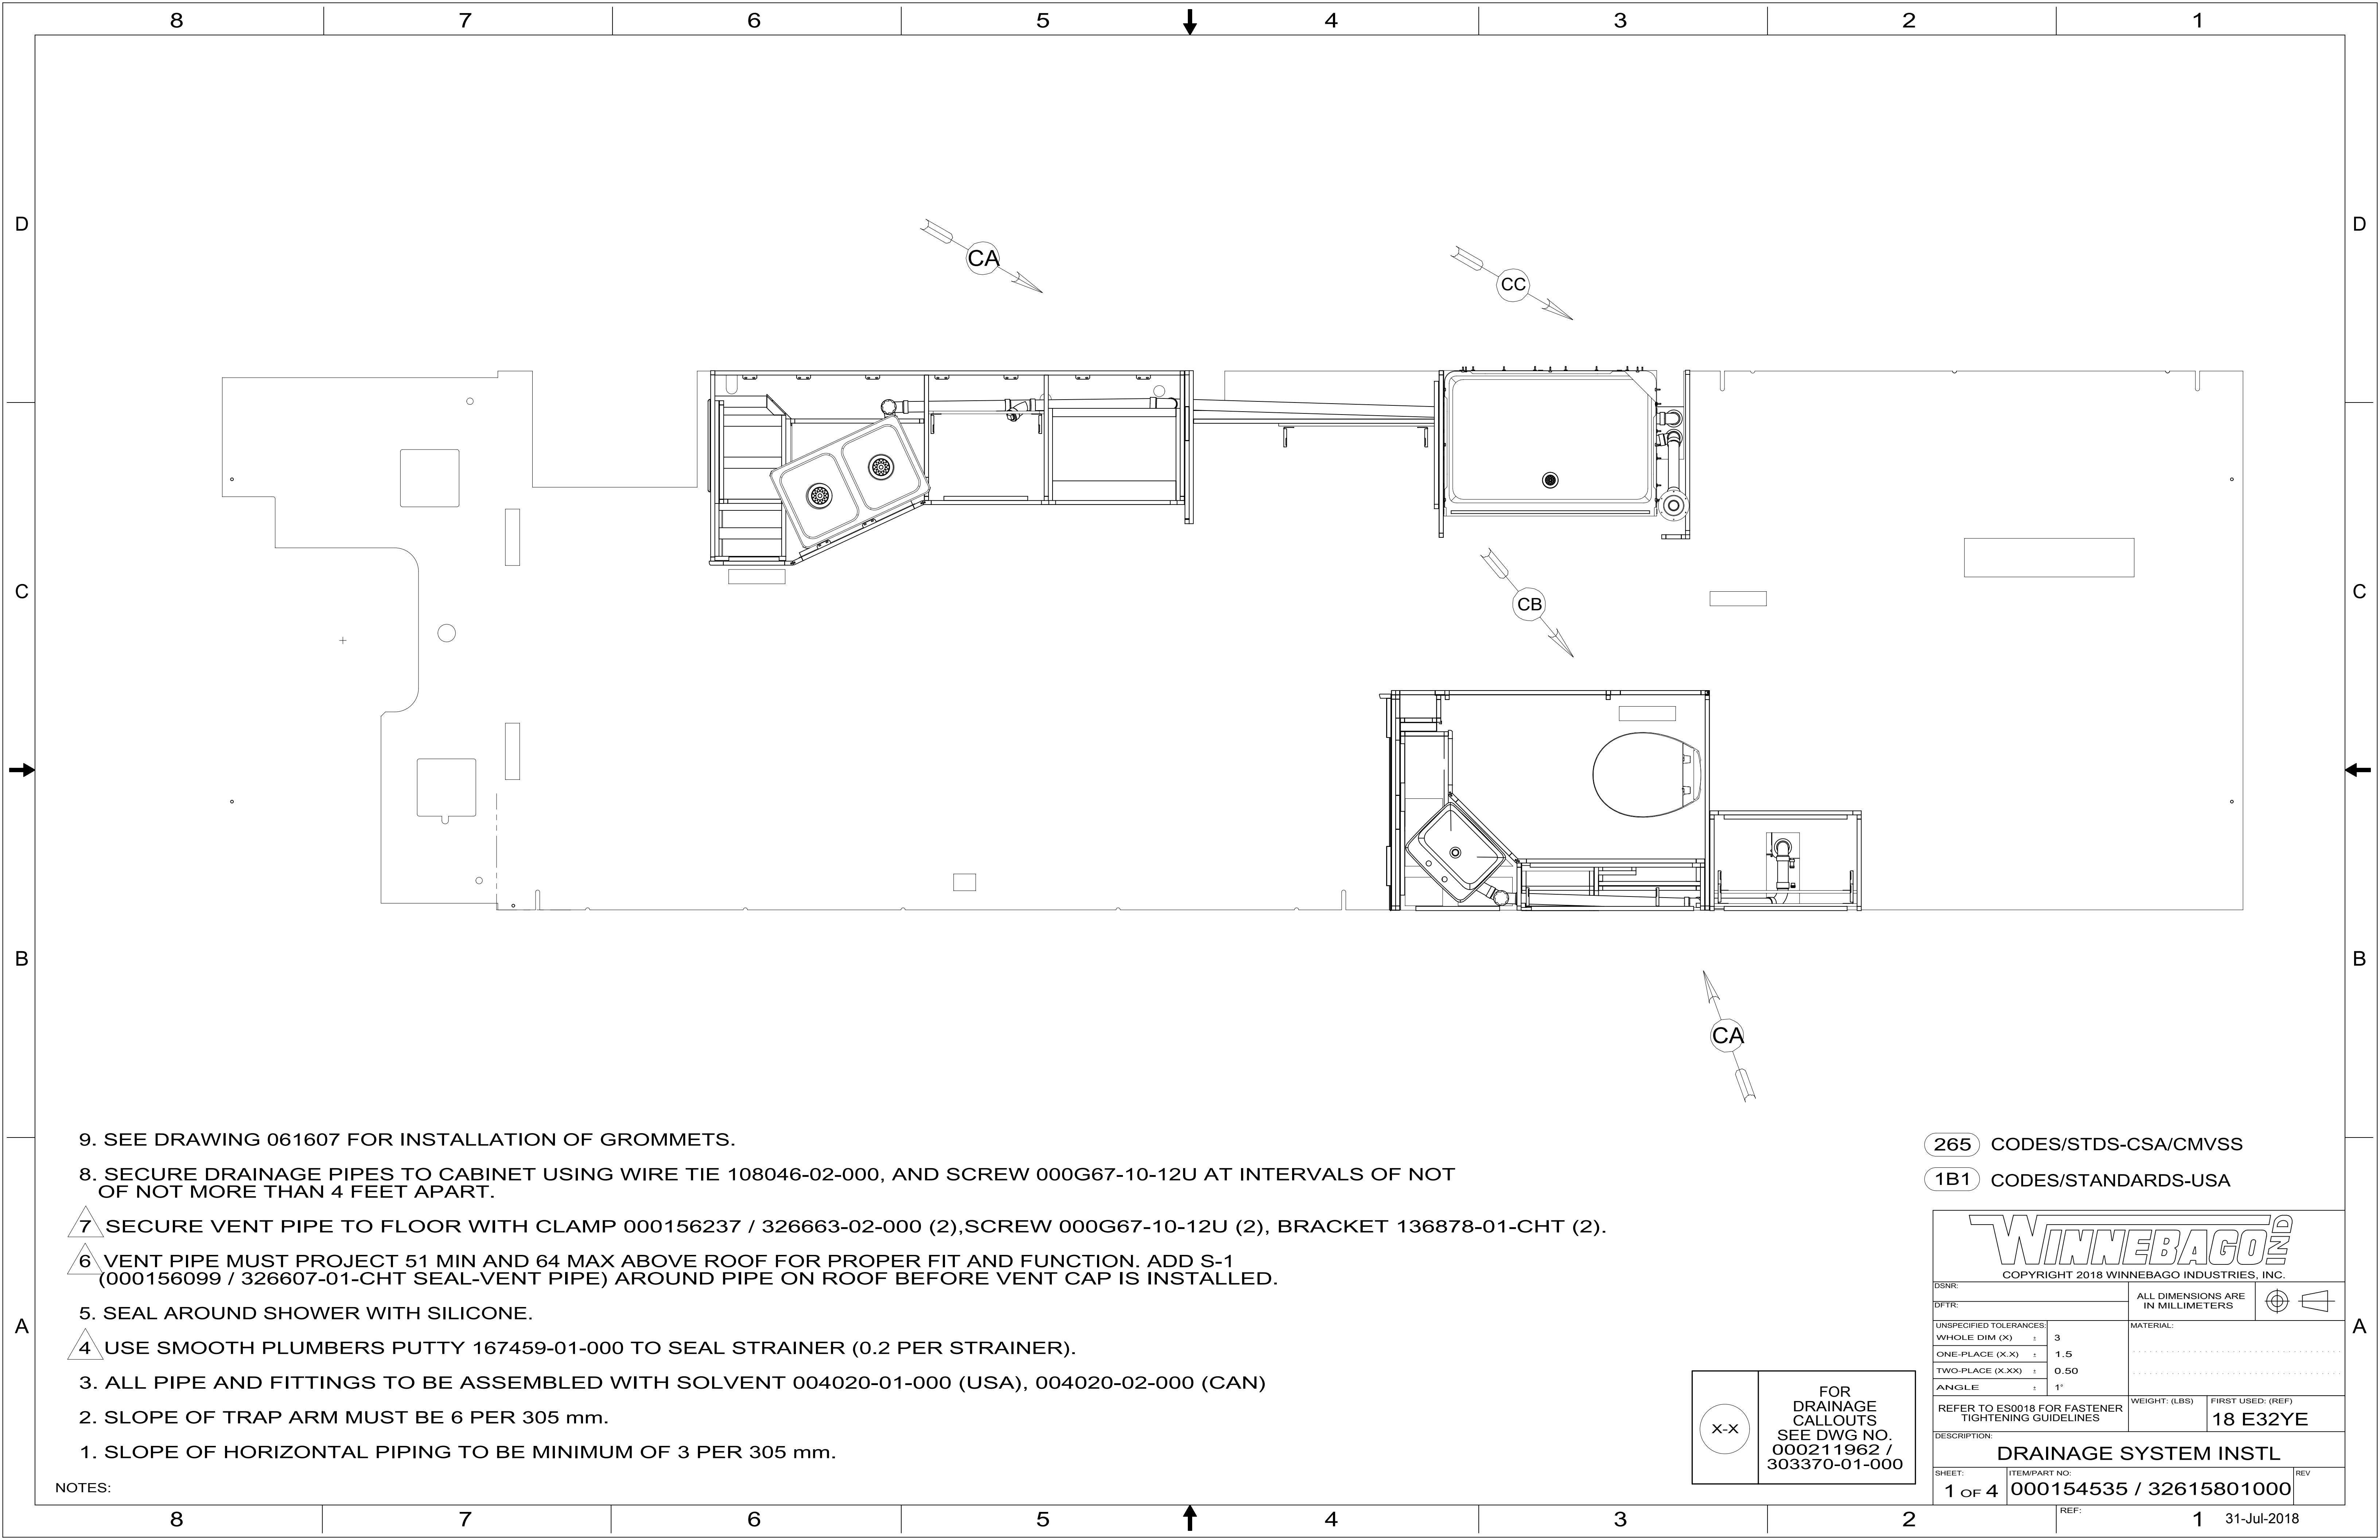 8 7 6 5 4 3 2 1
D D
CA
CC
C C
CB
B B
CA
9. SEE DRAWING 061607 FOR INSTALLATION OF GROMMETS.
8. SECURE DRAINAGE PIPES TO CABINET USING WIRE TIE 108046-02-000, AND SCREW 000G67-10-12U AT INTERVALS OF NOT
OF NOT MORE THAN 4 FEET APART.
7 SECURE VENT PIPE TO FLOOR WITH CLAMP 000156237 / 326663-02-000 (2),SCREW 000G67-10-12U (2), BRACKET 136878-01-CHT (2).
6 VENT PIPE MUST PROJECT 51 MIN AND 64 MAX ABOVE ROOF FOR PROPER FIT AND FUNCTION. ADD S-1
(000156099 / 326607-01-CHT SEAL-VENT PIPE) AROUND PIPE ON ROOF BEFORE VENT CAP IS INSTALLED.
5. SEAL AROUND SHOWER WITH SILICONE.
4 USE SMOOTH PLUMBERS PUTTY 167459-01-000 TO SEAL STRAINER (0.2 PER STRAINER).
3. ALL PIPE AND FITTINGS TO BE ASSEMBLED WITH SOLVENT 004020-01-000 (USA), 004020-02-000 (CAN)
2. SLOPE OF TRAP ARM MUST BE 6 PER 305 mm.
1. SLOPE OF HORIZONTAL PIPING TO BE MINIMUM OF 3 PER 305 mm.
NOTES:
A A
265 CODES/STDS-CSA/CMVSS
1B1 CODES/STANDARDS-USA
X-X
FOR
DRAINAGE
CALLOUTS
SEE DWG NO.
000211962 /
303370-01-000
WINNEBAGO IND
COPYRIGHT 2018 WINNEBAGO INDUSTRIES, INC.
DSNR:
DFTR:
ALL DIMENSIONS ARE
IN MILLIMETERS
UNSPECIFIED TOLERANCES:
MATERIAL:
WHOLE DIM (X) ± 3
ONE-PLACE (X.X) ± 1.5
TWO-PLACE (X.XX) ± 0.50
ANGLE ± 1°
REFER TO ES0018 FOR FASTENER
TIGHTENING GUIDELINES
WEIGHT: (LBS)
FIRST USED: (REF)
18 E32YE
DESCRIPTION:
DRAINAGE SYSTEM INSTL
SHEET:
1 OF 4
ITEM/PART NO:
000154535 / 32615801000
REV
8 7 6 5 4 3 2 1
REF:
31-Jul-2018